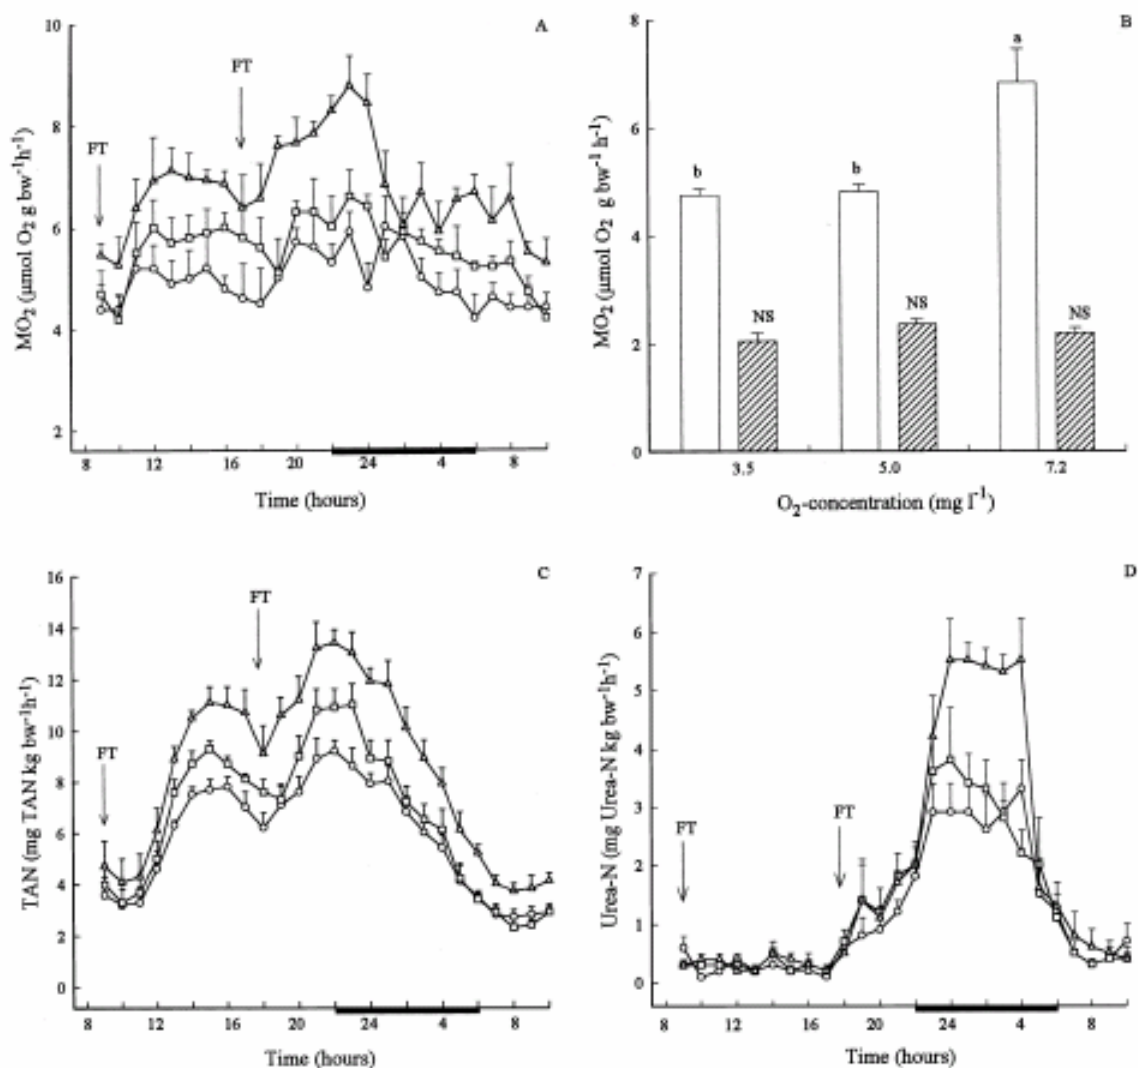 A
10
8
6
4
2
MO₂ (μmol O₂ g bw⁻¹h⁻¹)
FT
FT
8 12 16 20 24 4 8
Time (hours)
B
8
6
4
2
0
MO₂ (μmol O₂ g bw⁻¹ h⁻¹)
b
NS
b
NS
a
NS
3.5 5.0 7.2
O₂-concentration (mg l⁻¹)
C
16
14
12
10
8
6
4
2
0
TAN (mg TAN kg bw⁻¹h⁻¹)
FT
FT
8 12 16 20 24 4 8
Time (hours)
D
7
6
5
4
3
2
1
0
Urea-N (mg Urea-N kg bw⁻¹h⁻¹)
FT
FT
8 12 16 20 24 4 8
Time (hours)